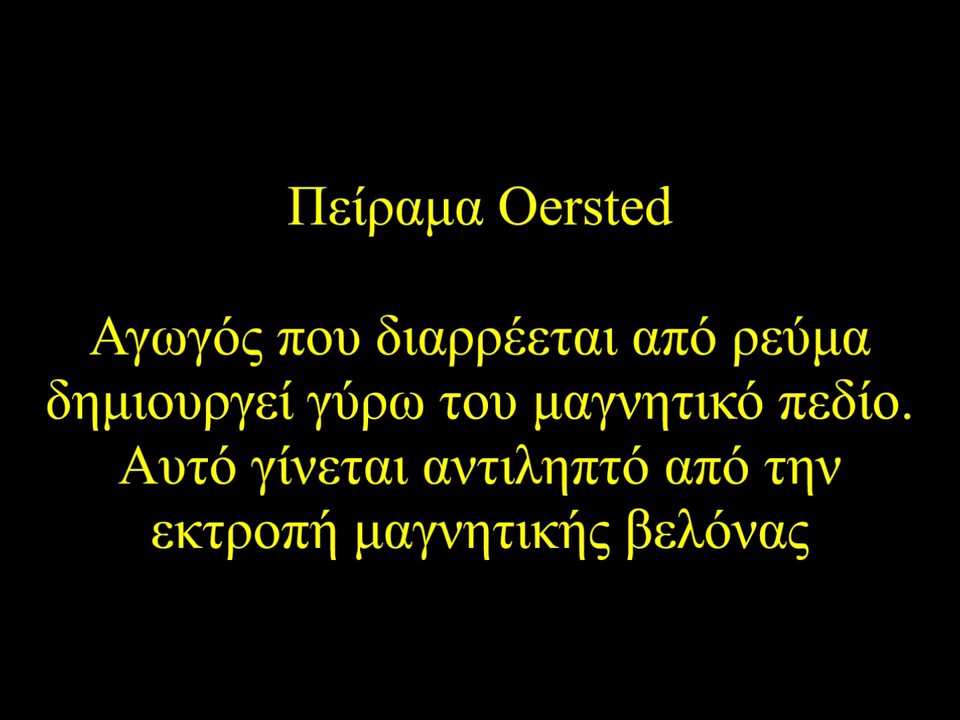 Πείραμα Oersted
Αγωγός που διαρρέεται από ρεύμα
δημιουργεί γύρω του μαγνητικό πεδίο.
Αυτό γίνεται αντιληπτό από την
εκτροπή μαγνητικής βελόνας